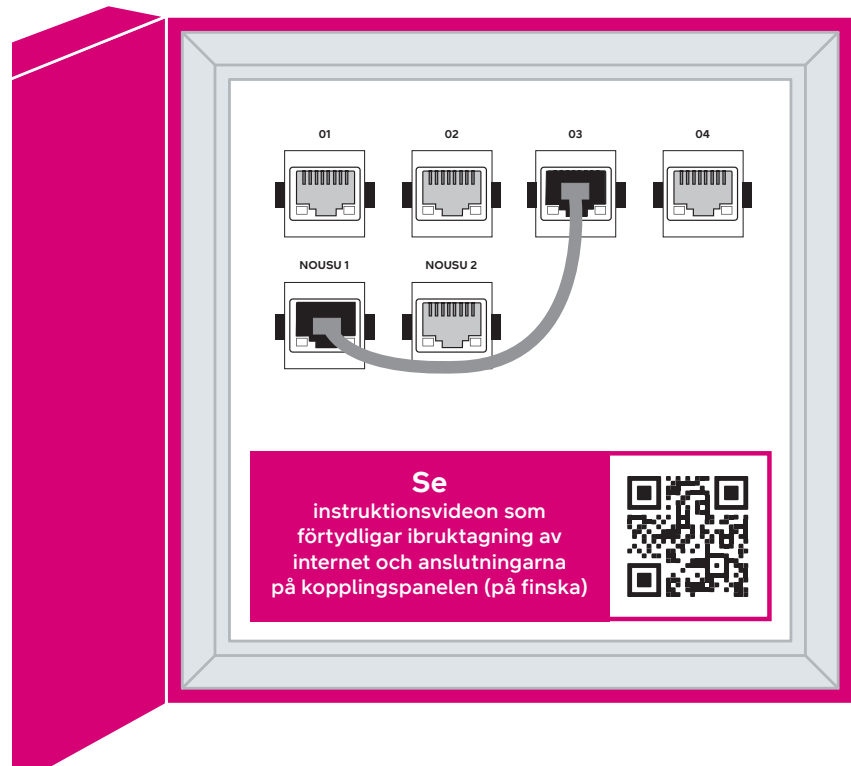 01 02 03 04
NOUSU 1 NOUSU 2
Se
instruktionsvideon som
förtydligar ibruktagning av
internet och anslutningarna
på kopplingspanelen (på finska)